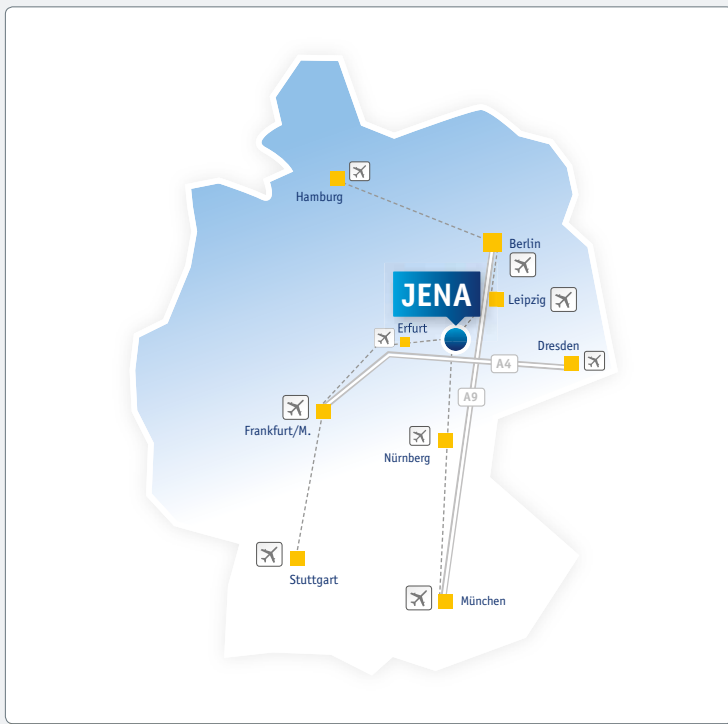 Hamburg
Berlin
JENA
Leipzig
Erfurt
Dresden
A4
A9
Frankfurt/M.
Nürnberg
Stuttgart
München